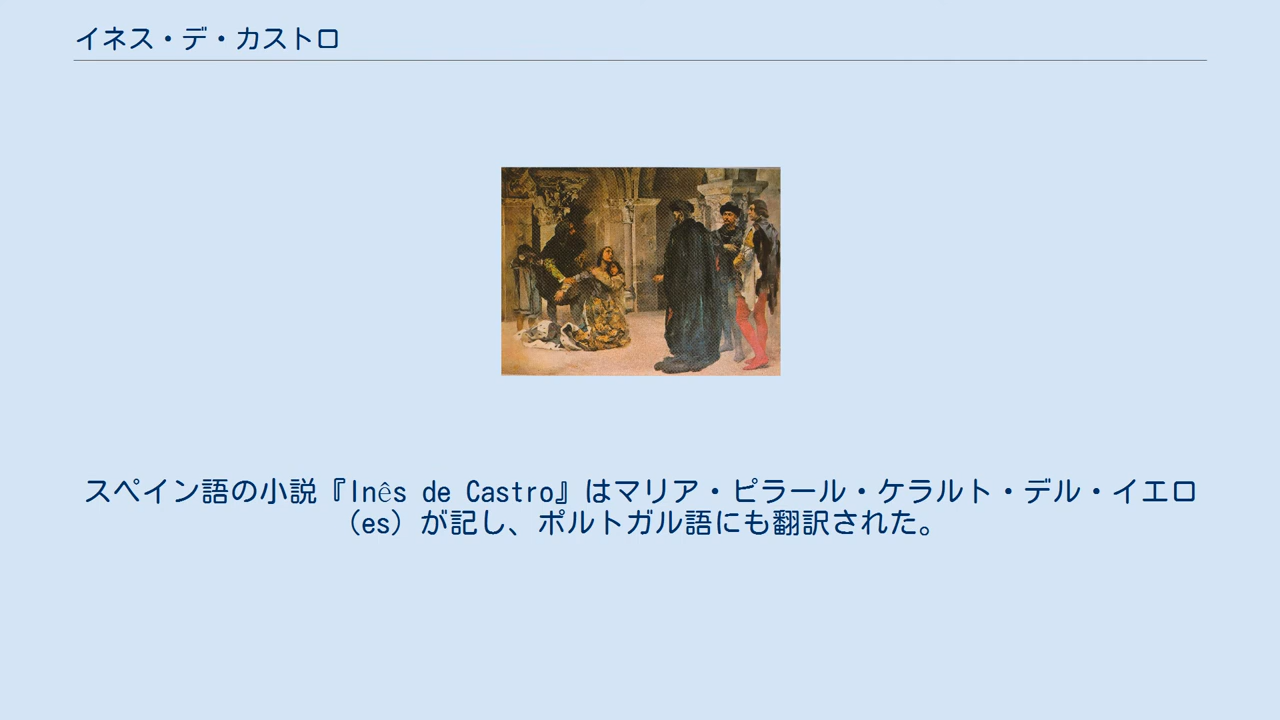 イネス・デ・カストロ
スペイン語の小説『Inês de Castro』はマリア・ピラール・ケラルト・デル・イエロ
（es）が記し、ポルトガル語にも翻訳された。